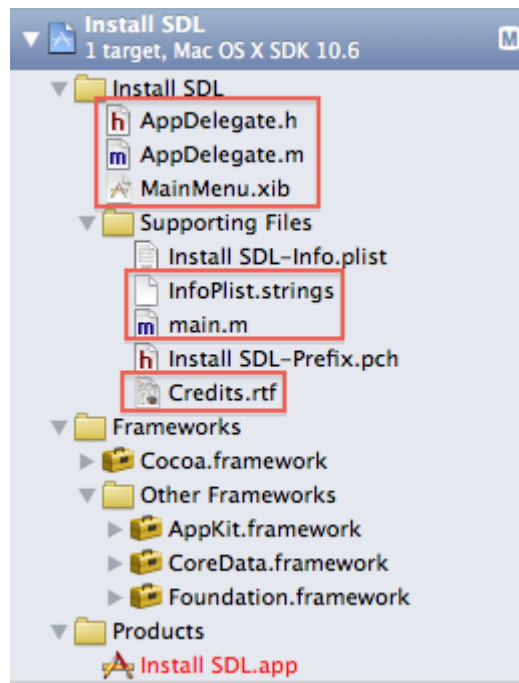 Install SDL
1 target, Mac OS X SDK 10.6
M
Install SDL
h AppDelegate.h
m AppDelegate.m
MainMenu.xib
Supporting Files
Install SDL-Info.plist
InfoPlist.strings
m main.m
h Install SDL-Prefix.pch
Credits.rtf
Frameworks
Cocoa.framework
Other Frameworks
AppKit.framework
CoreData.framework
Foundation.framework
Products
Install SDL.app